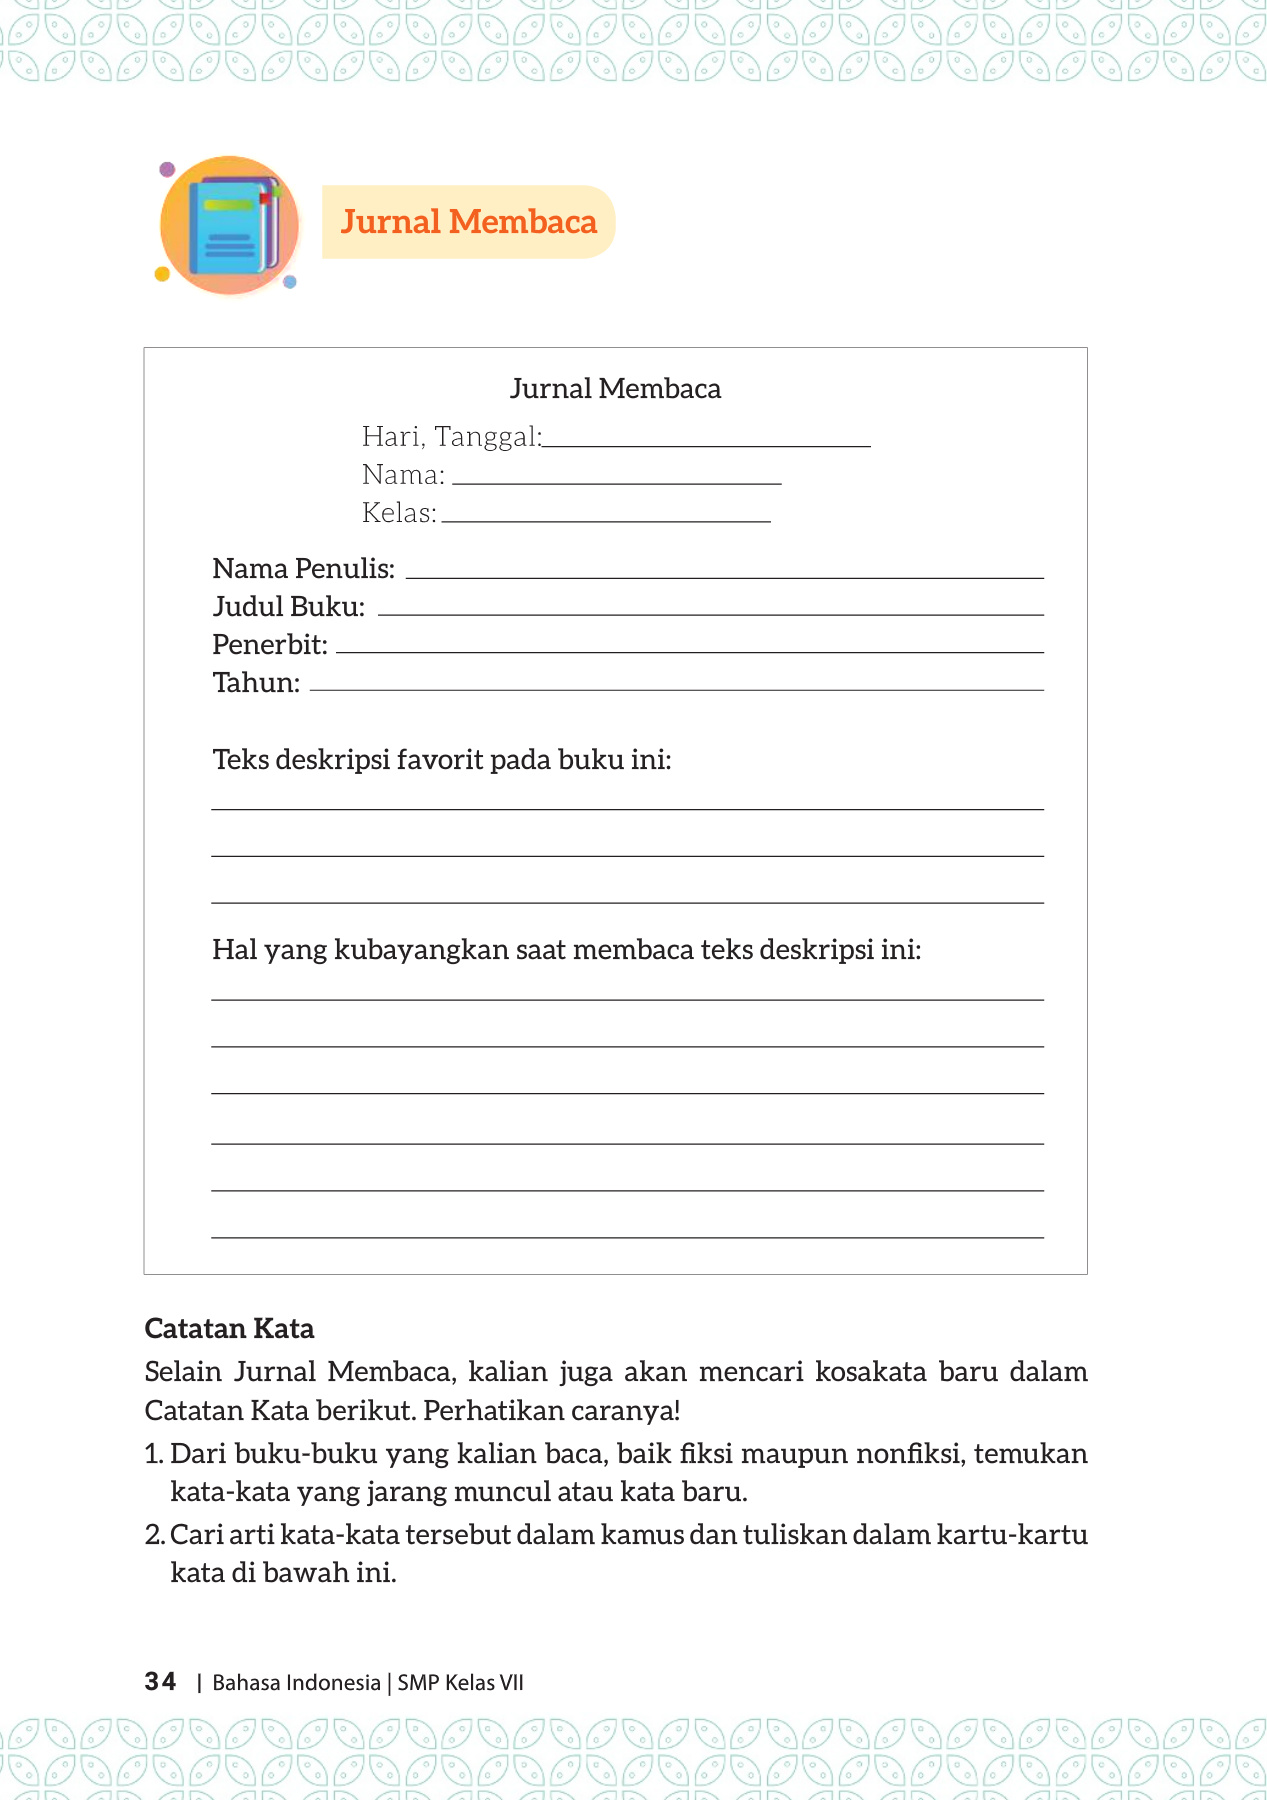 Jurnal Membaca
Jurnal Membaca
Hari, Tanggal:
Nama:
Kelas:
Nama Penulis:
Judul Buku:
Penerbit:
Tahun:
Teks deskripsi favorit pada buku ini:
Hal yang kubayangkan saat membaca teks deskripsi ini:
Catatan Kata
Selain Jurnal Membaca, kalian juga akan mencari kosakata baru dalam
Catatan Kata berikut. Perhatikan caranya!
1. Dari buku-buku yang kalian baca, baik fiksi maupun nonfiksi, temukan
kata-kata yang jarang muncul atau kata baru.
2. Cari arti kata-kata tersebut dalam kamus dan tuliskan dalam kartu-kartu
kata di bawah ini.
34 | Bahasa Indonesia | SMP Kelas VII